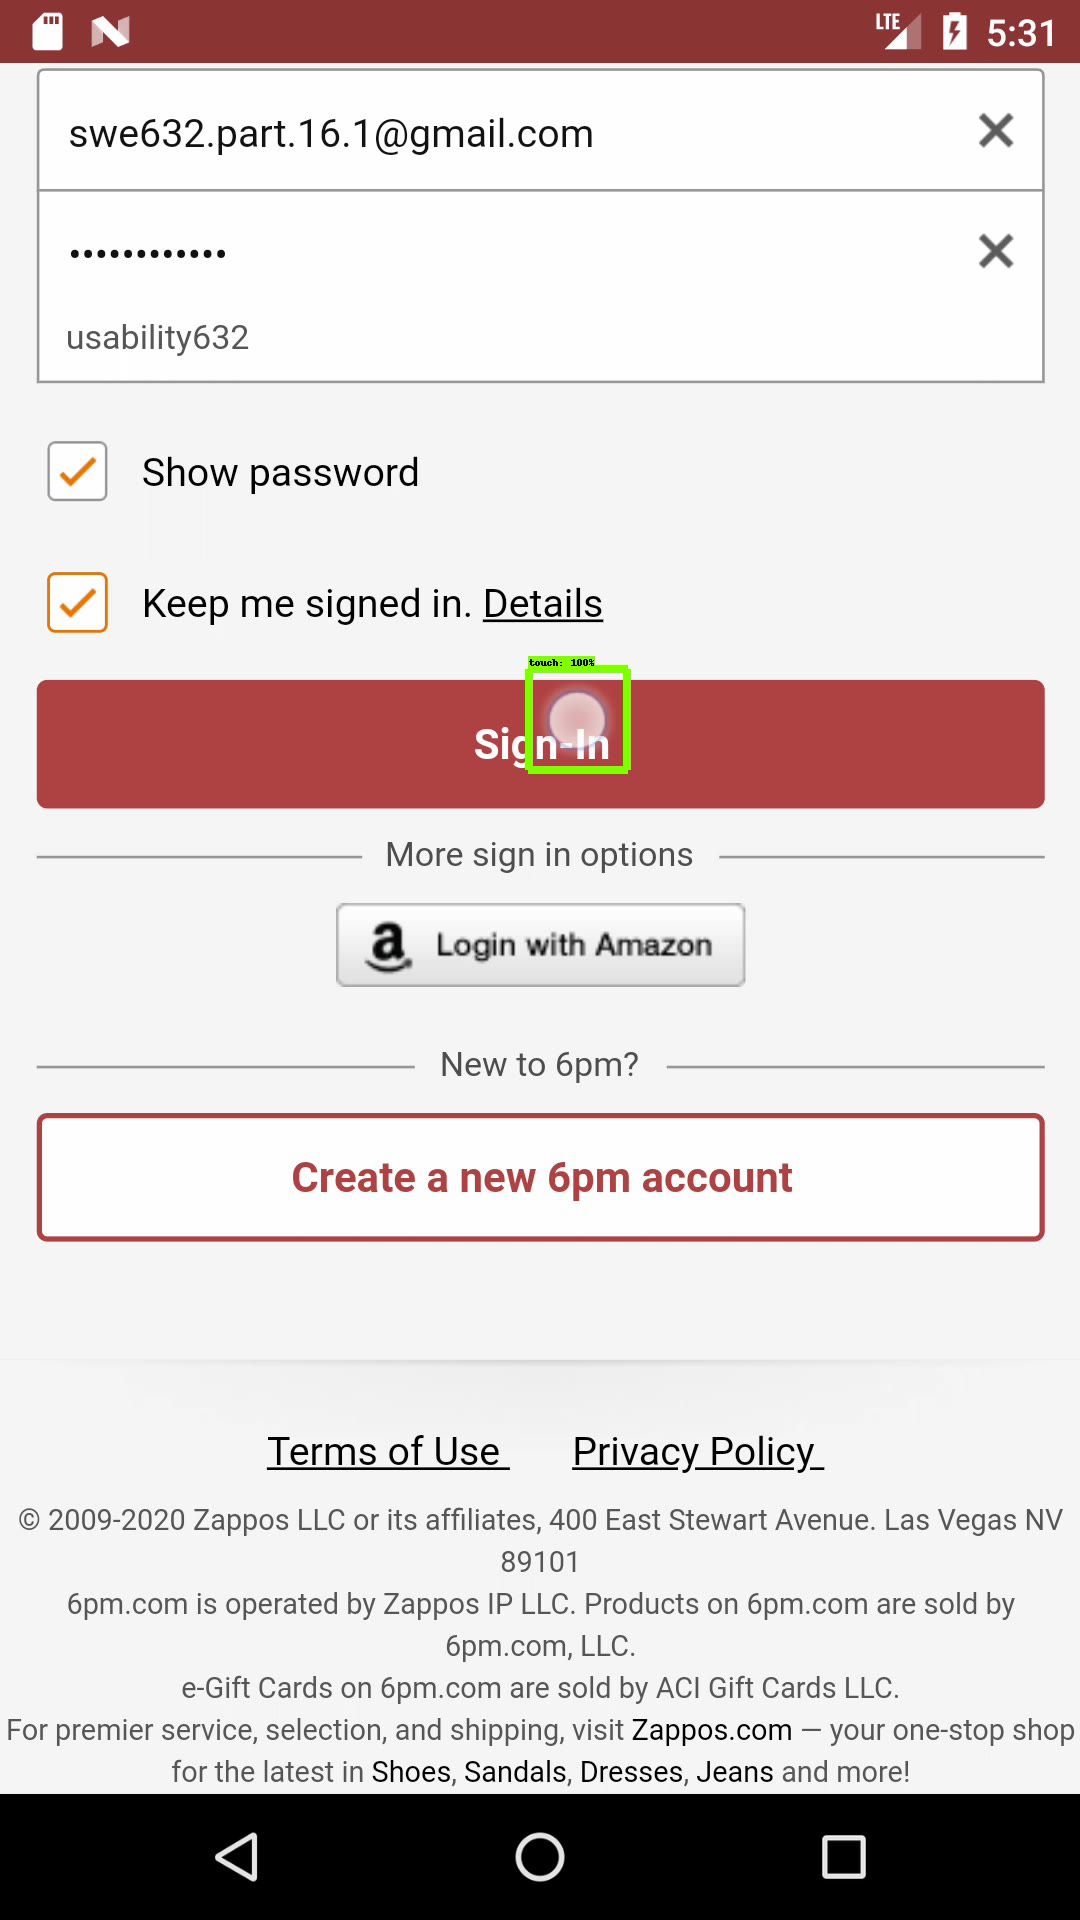 LTE 5:31
swe632.part.16.1@gmail.com
••••••••••••
usability632
Show password
Keep me signed in. Details
touch: 100%
Sign-In
More sign in options
a Login with Amazon
New to 6pm?
Create a new 6pm account
Terms of Use Privacy Policy
© 2009-2020 Zappos LLC or its affiliates, 400 East Stewart Avenue. Las Vegas NV
89101
6pm.com is operated by Zappos IP LLC. Products on 6pm.com are sold by
6pm.com, LLC.
e-Gift Cards on 6pm.com are sold by ACI Gift Cards LLC.
For premier service, selection, and shipping, visit Zappos.com — your one-stop shop
for the latest in Shoes, Sandals, Dresses, Jeans and more!